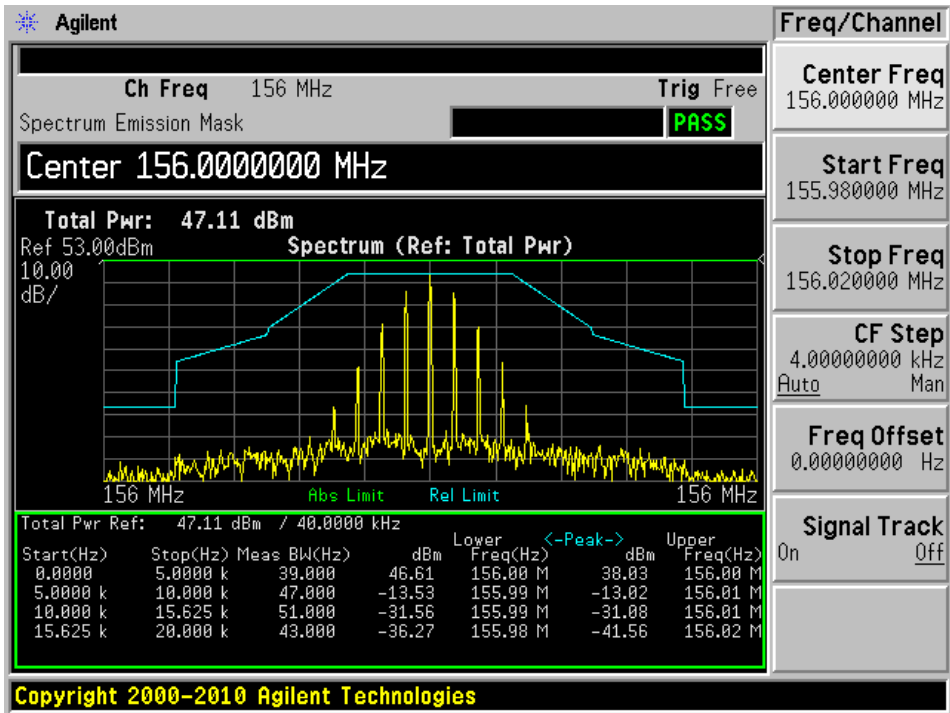 Agilent
Freq/Channel
Ch Freq 156 MHz Trig Free
Spectrum Emission Mask PASS
Center 156.0000000 MHz
Total Pwr: 47.11 dBm
Ref 53.00dBm Spectrum (Ref: Total Pwr)
10.00
dB/
156 MHz Abs Limit Rel Limit 156 MHz
Total Pwr Ref: 47.11 dBm / 40.0000 kHz
Lower <-Peak-> Upper
Start(Hz) Stop(Hz) Meas BW(Hz) dBm Freq(Hz) dBm Freq(Hz)
0.0000 5.0000 k 39.000 46.61 156.00 M 38.03 156.00 M
5.0000 k 10.000 k 47.000 -13.53 155.99 M -13.02 156.01 M
10.000 k 15.625 k 51.000 -31.56 155.99 M -31.08 156.01 M
15.625 k 20.000 k 43.000 -36.27 155.98 M -41.56 156.02 M
Center Freq
156.000000 MHz
Start Freq
155.980000 MHz
Stop Freq
156.020000 MHz
CF Step
4.00000000 kHz
Auto Man
Freq Offset
0.00000000 Hz
Signal Track
On Off
Copyright 2000-2010 Agilent Technologies